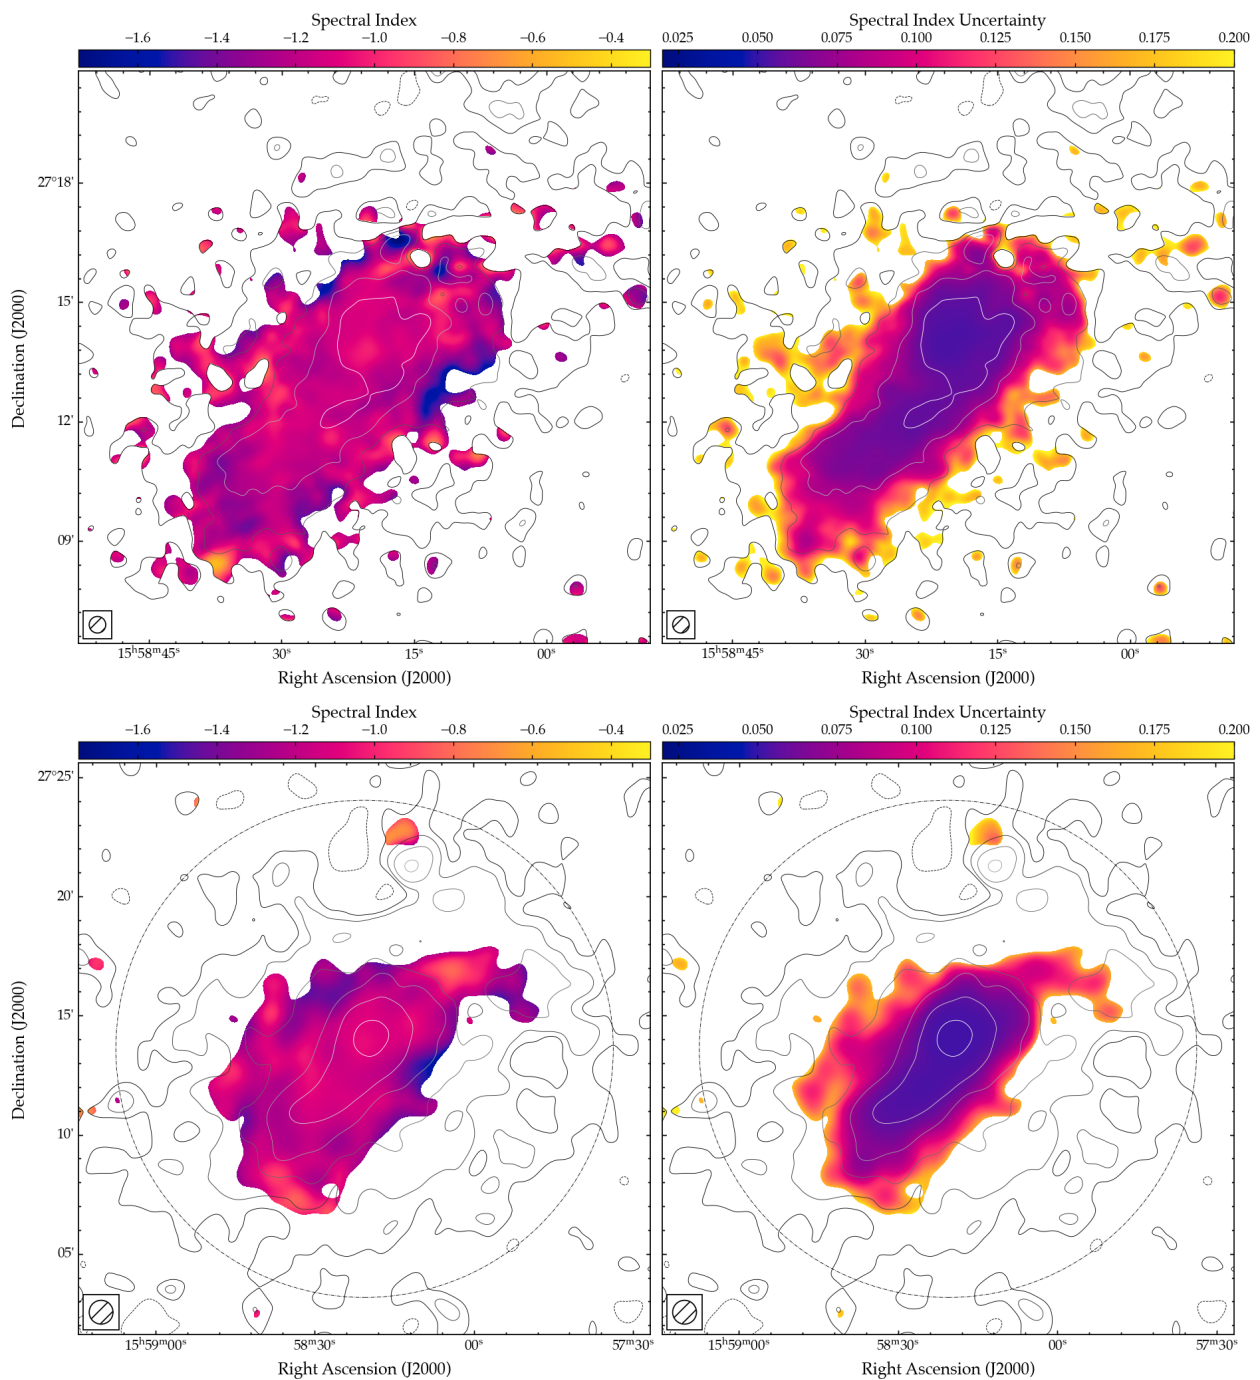 Spectral Index
−1.6 −1.4 −1.2 −1.0 −0.8 −0.6 −0.4
Spectral Index Uncertainty
0.025 0.050 0.075 0.100 0.125 0.150 0.175 0.200
Declination (J2000)
27°18'
15'
12'
09'
15ʰ58ᵐ45ˢ 30ˢ 15ˢ 00ˢ
Right Ascension (J2000)
15ʰ58ᵐ45ˢ 30ˢ 15ˢ 00ˢ
Right Ascension (J2000)
Spectral Index
−1.6 −1.4 −1.2 −1.0 −0.8 −0.6 −0.4
Spectral Index Uncertainty
0.025 0.050 0.075 0.100 0.125 0.150 0.175 0.200
Declination (J2000)
27°25'
20'
15'
10'
05'
15ʰ59ᵐ00ˢ 58ᵐ30ˢ 00ˢ 57ᵐ30ˢ
Right Ascension (J2000)
15ʰ59ᵐ00ˢ 58ᵐ30ˢ 00ˢ 57ᵐ30ˢ
Right Ascension (J2000)